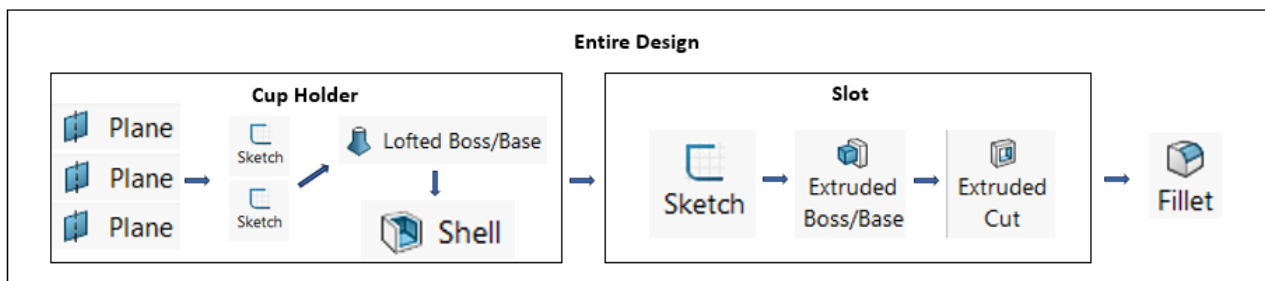 Entire Design
Cup Holder
Plane
Plane
Plane
Sketch
Sketch
Lofted Boss/Base
Shell
Slot
Sketch
Extruded
Boss/Base
Extruded
Cut
Fillet